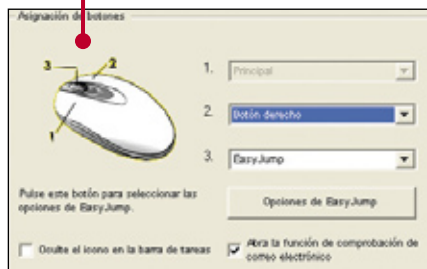 Asignación de botones
3
2
1
1.
Principal
2.
Botón derecho
3.
EasyJump
Pulse este botón para seleccionar las
opciones de EasyJump.
Opciones de EasyJump
Oculte el icono en la barra de tareas
Abra la función de comprobación de
correo electrónico